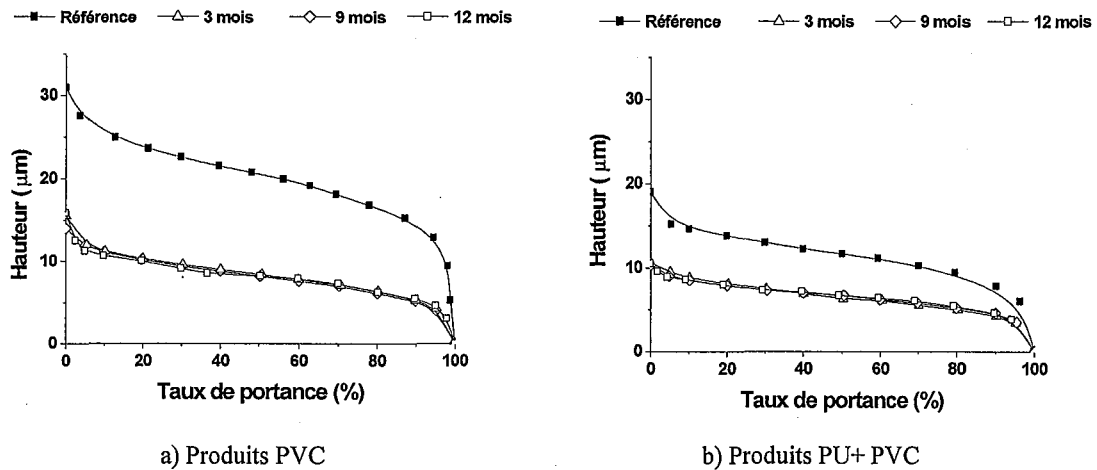 Référence 3 mois 9 mois 12 mois
Hauteur (μm)
30
20
10
0
0 20 40 60 80 100
Taux de portance (%)
a) Produits PVC
Référence 3 mois 9 mois 12 mois
Hauteur (μm)
30
20
10
0
0 20 40 60 80 100
Taux de portance (%)
b) Produits PU+ PVC